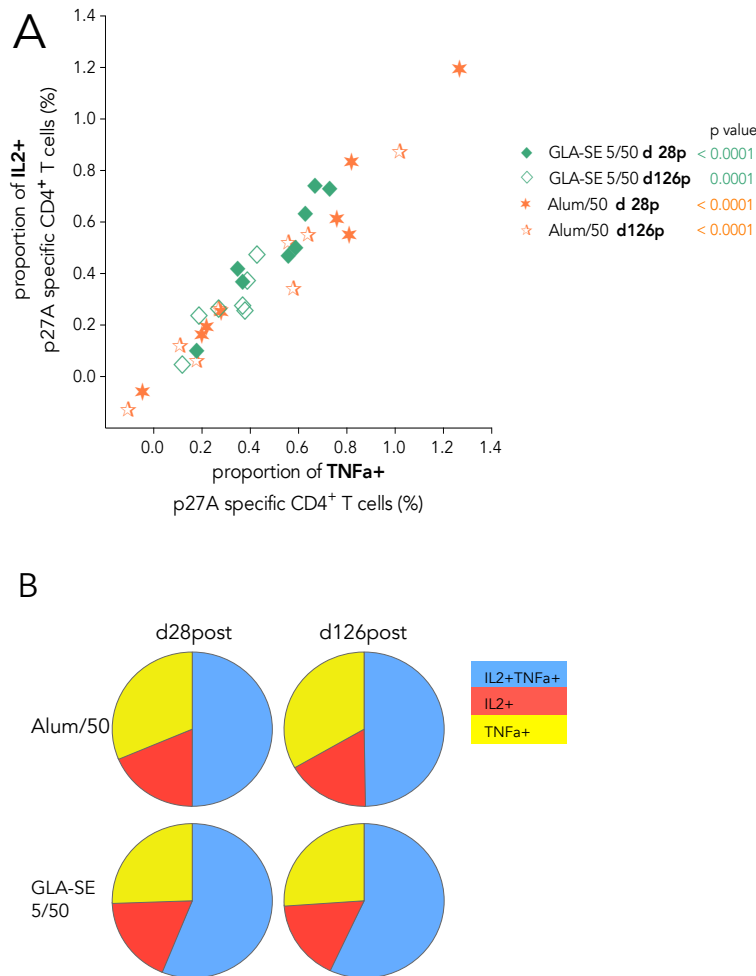 A
proportion of IL2+
p27A specific CD4⁺ T cells (%)
1.4
1.2
1.0
0.8
0.6
0.4
0.2
0.0
0.0 0.2 0.4 0.6 0.8 1.0 1.2 1.4
proportion of TNFa+
p27A specific CD4⁺ T cells (%)
p value
GLA-SE 5/50 d 28p < 0.0001
GLA-SE 5/50 d126p 0.0001
Alum/50 d 28p < 0.0001
Alum/50 d126p < 0.0001
B
d28post d126post
Alum/50
GLA-SE
5/50
IL2+TNFa+
IL2+
TNFa+